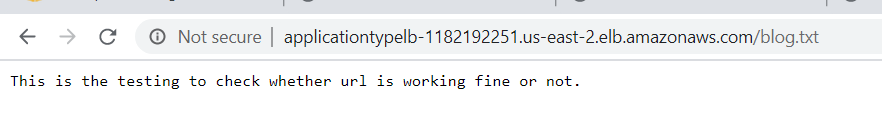 Not secure | applicationtypelb-1182192251.us-east-2.elb.amazonaws.com/blog.txt
This is the testing to check whether url is working fine or not.